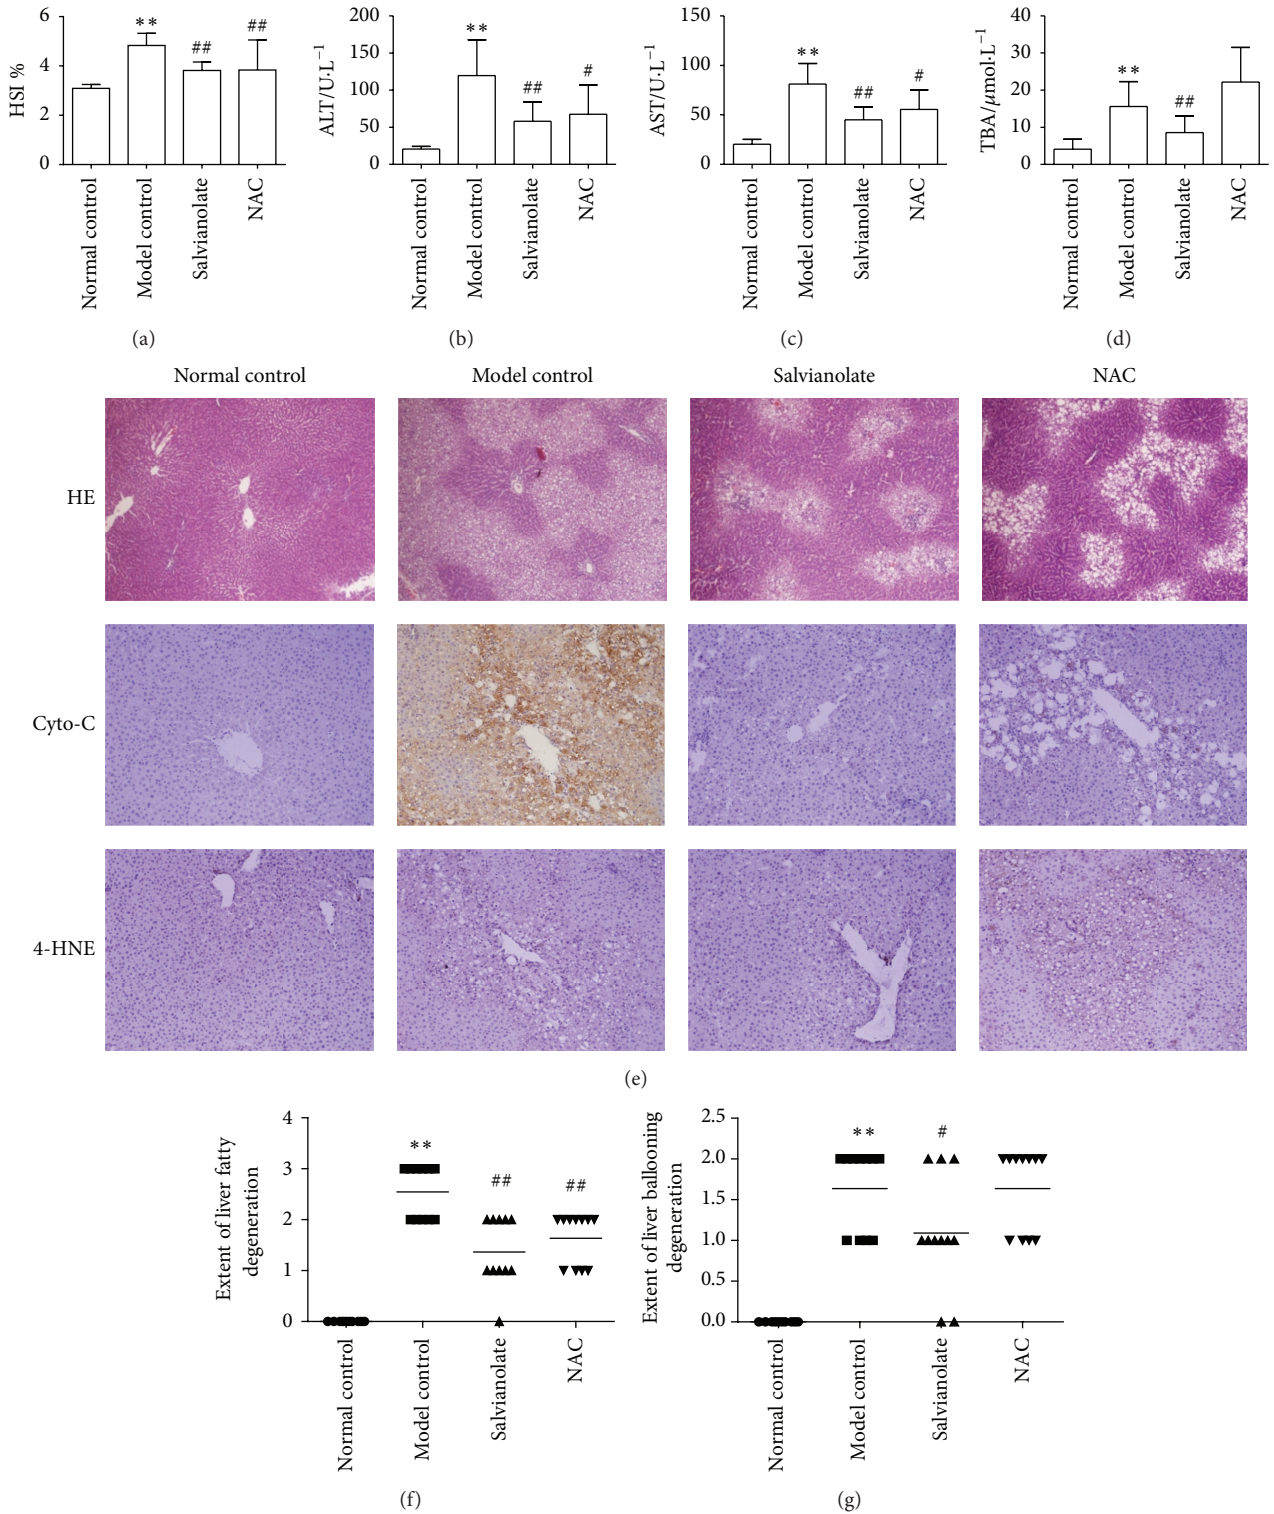 6
4
2
0
HSI %
**
##
##
Normal control
Model control
Salvianolate
NAC
(a)
200
150
100
50
0
ALT/U·L⁻¹
**
##
#
Normal control
Model control
Salvianolate
NAC
(b)
150
100
50
0
AST/U·L⁻¹
**
##
#
Normal control
Model control
Salvianolate
NAC
(c)
40
30
20
10
0
TBA/μmol·L⁻¹
**
##
Normal control
Model control
Salvianolate
NAC
(d)
Normal control
Model control
Salvianolate
NAC
HE
Cyto-C
4-HNE
(e)
4
3
2
1
0
Extent of liver fatty
degeneration
**
##
##
Normal control
Model control
Salvianolate
NAC
(f)
2.5
2.0
1.5
1.0
0.5
0.0
Extent of liver ballooning
degeneration
**
#
Normal control
Model control
Salvianolate
NAC
(g)